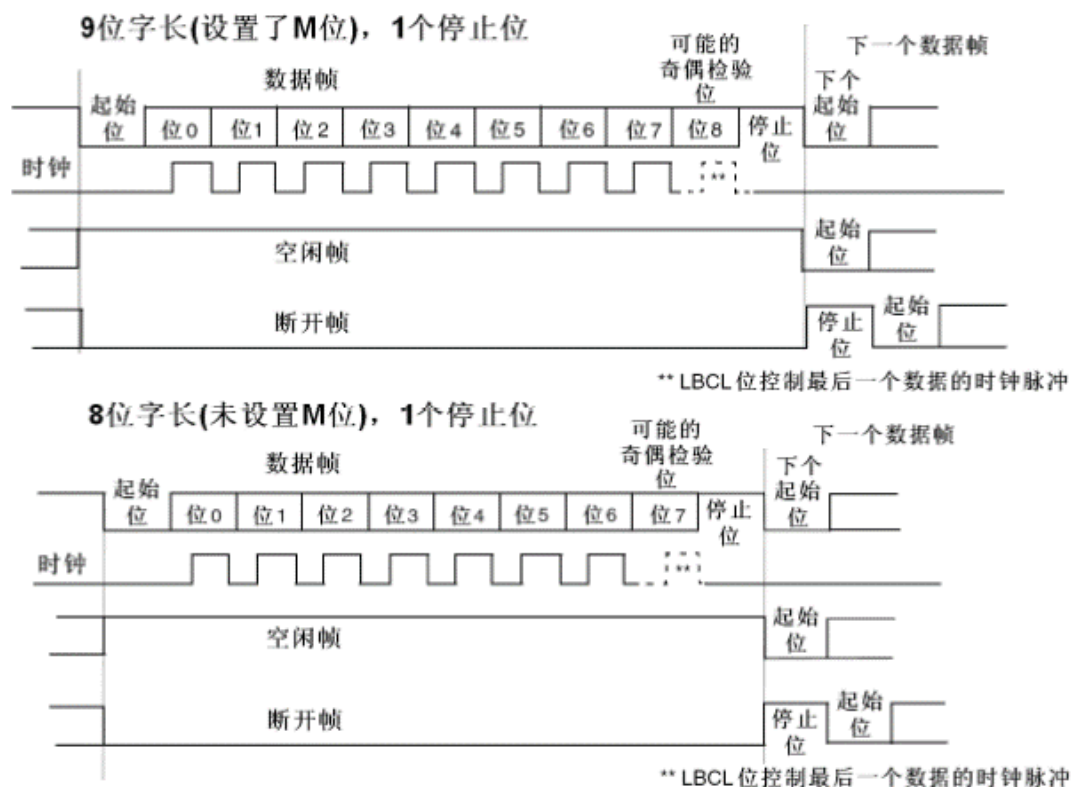 9位字长(设置了M位)，1个停止位
可能的
奇偶检验
位
下一个数据帧
数据帧
下个
起始
位
起始
位
位0
位1
位2
位3
位4
位5
位6
位7
位8
停止
位
时钟
**
空闲帧
起始
位
断开帧
停止
位
起始
位
** LBCL位控制最后一个数据的时钟脉冲
8位字长(未设置M位)，1个停止位
可能的
奇偶检验
位
下一个数据帧
数据帧
下个
起始
位
起始
位
位0
位1
位2
位3
位4
位5
位6
位7
停止
位
时钟
**
空闲帧
起始
位
断开帧
停止
位
起始
位
** LBCL位控制最后一个数据的时钟脉冲